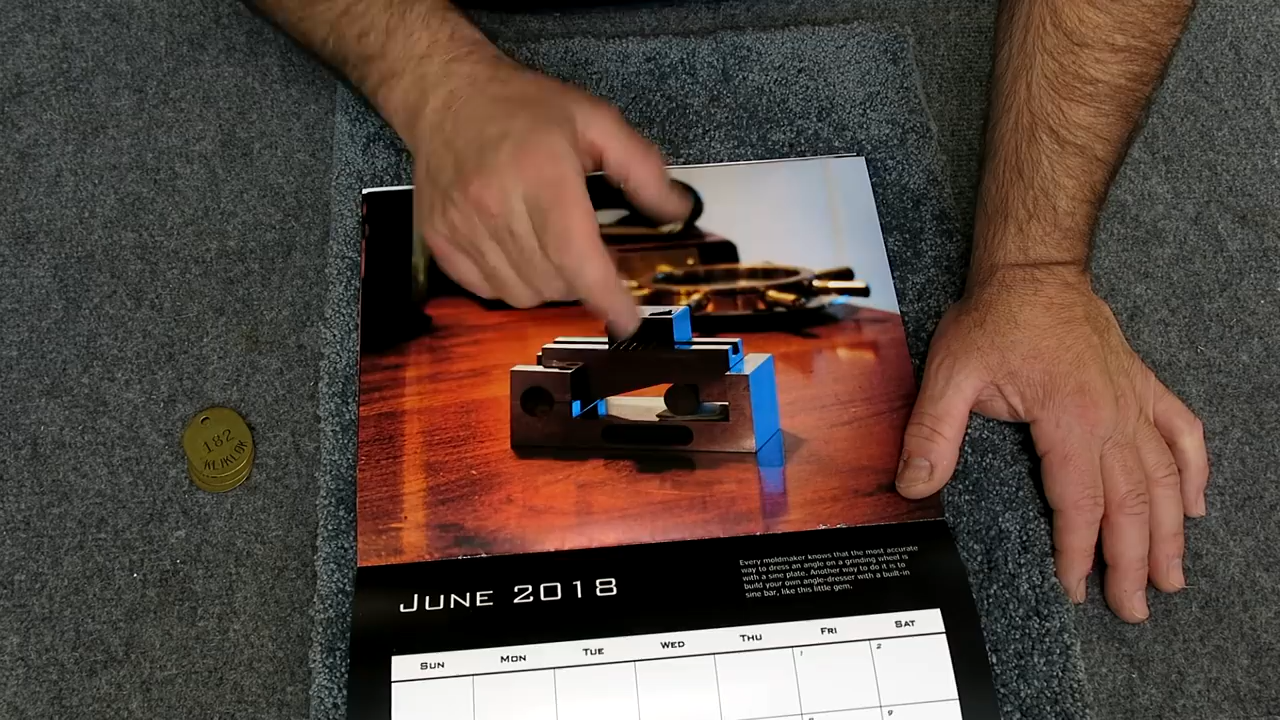 182
KLIKLOK
JUNE 2018
Every moldmaker knows that the most accurate
way to dress an angle on a grinding wheel is
with a sine plate. Another way to do it is to
build your own angle-dresser with a built-in
sine bar, like this little gem.
SUN MON TUE WED THU FRI SAT
1 2
8 9